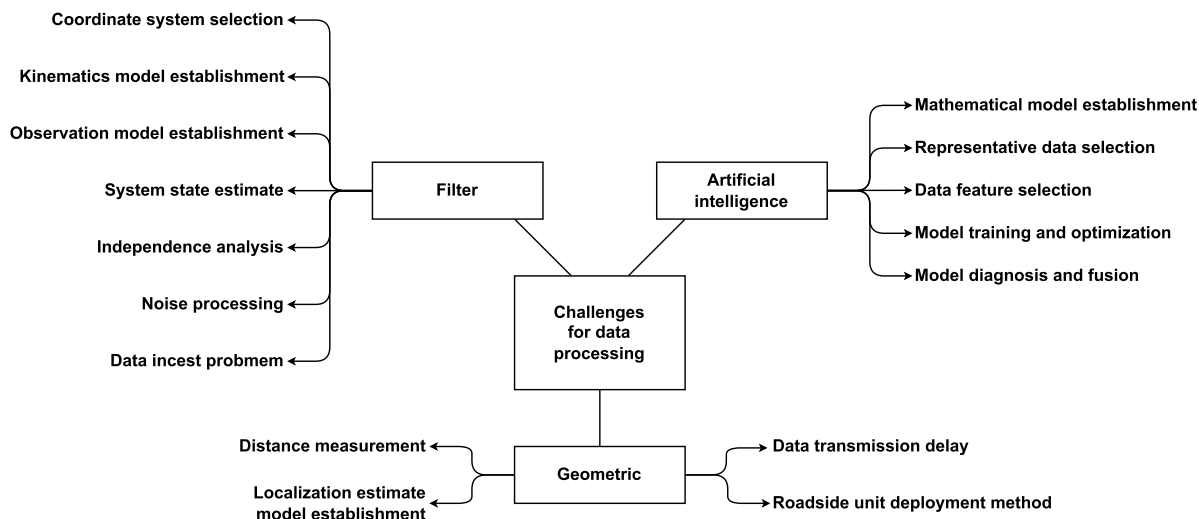 Coordinate system selection
Kinematics model establishment
Observation model establishment
System state estimate
Independence analysis
Noise processing
Data incest probmem
Filter
Artificial
intelligence
Mathematical model establishment
Representative data selection
Data feature selection
Model training and optimization
Model diagnosis and fusion
Challenges
for data
processing
Distance measurement
Localization estimate
model establishment
Geometric
Data transmission delay
Roadside unit deployment method